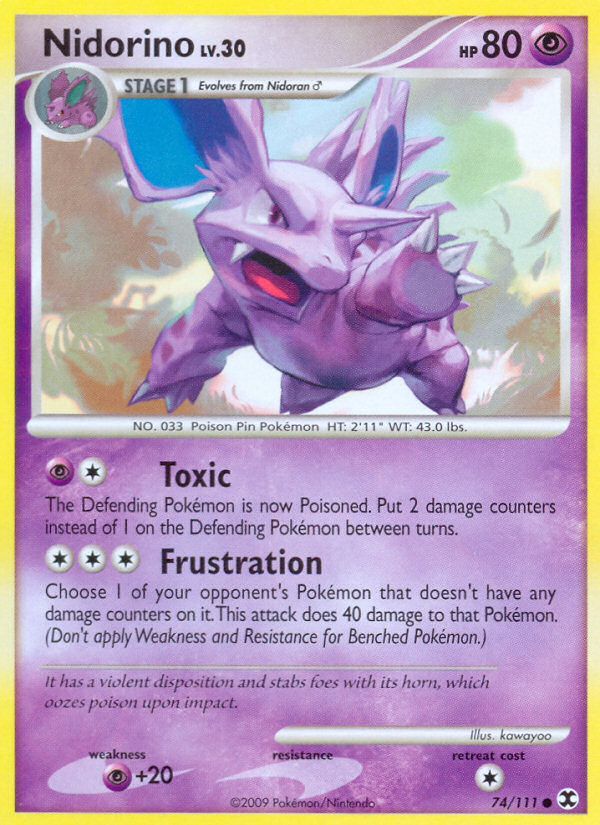 Nidorino LV.30 HP 80
STAGE 1 Evolves from Nidoran ♂
NO. 033 Poison Pin Pokémon HT: 2'11" WT: 43.0 lbs.
Toxic
The Defending Pokémon is now Poisoned. Put 2 damage counters
instead of 1 on the Defending Pokémon between turns.
Frustration
Choose 1 of your opponent's Pokémon that doesn't have any
damage counters on it. This attack does 40 damage to that Pokémon.
(Don't apply Weakness and Resistance for Benched Pokémon.)
It has a violent disposition and stabs foes with its horn, which
oozes poison upon impact.
Illus. kawayoo
weakness resistance retreat cost
+20
©2009 Pokémon/Nintendo 74/111